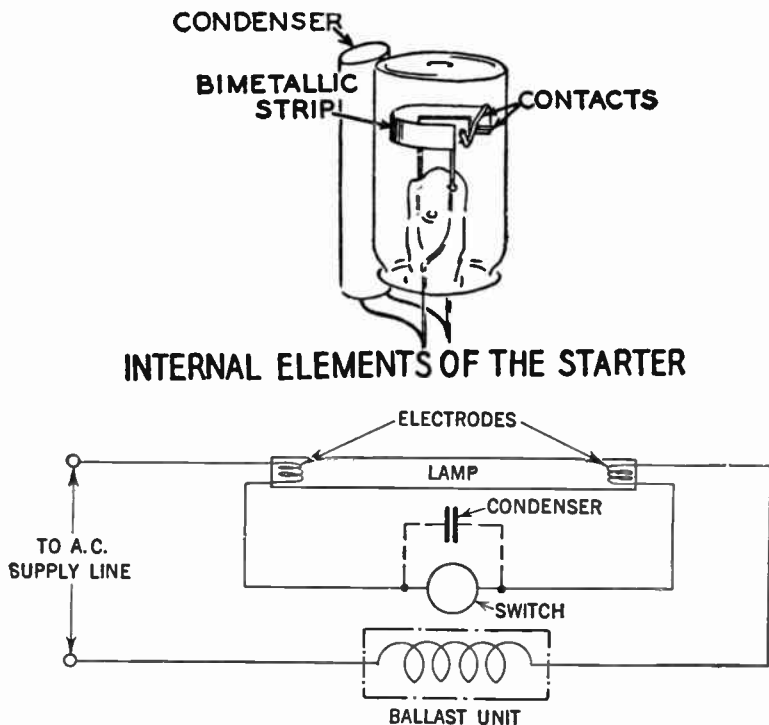 CONDENSER
BIMETALLIC
STRIP
CONTACTS
INTERNAL ELEMENTS OF THE STARTER
ELECTRODES
LAMP
CONDENSER
TO A.C.
SUPPLY LINE
SWITCH
BALLAST UNIT